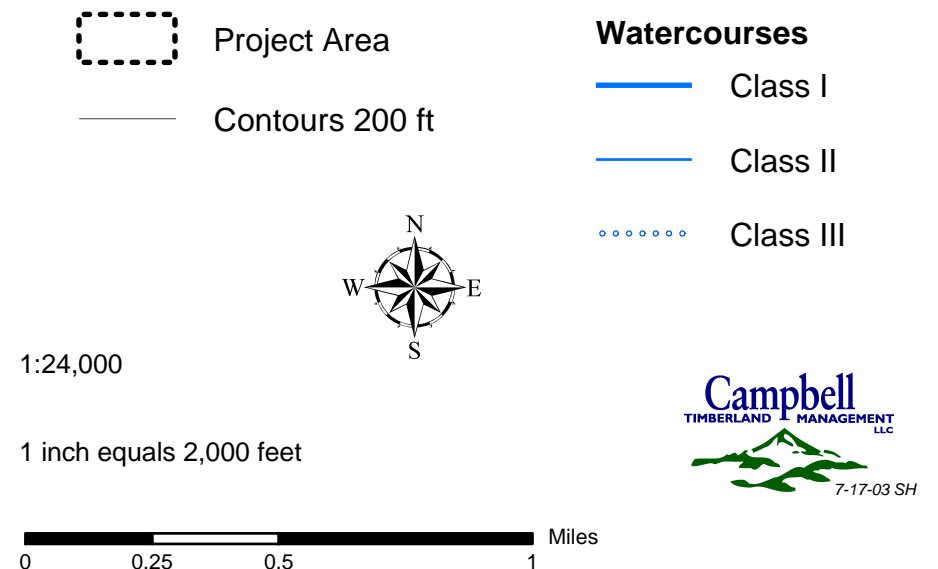 Project Area
Contours 200 ft
Watercourses
Class I
Class II
Class III
N
W E
S
1:24,000
1 inch equals 2,000 feet
Campbell
TIMBERLAND MANAGEMENT
LLC
7-17-03 SH
Miles
0 0.25 0.5 1